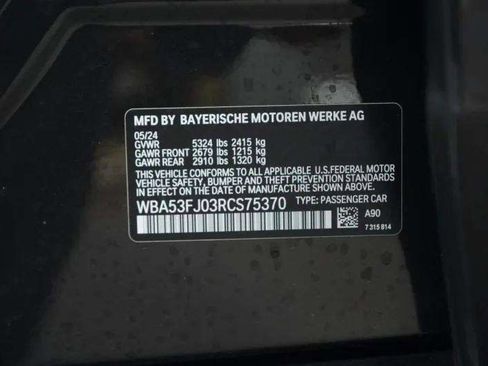 MFD BY BAYERISCHE MOTOREN WERKE AG
05/24
GVWR 5324 lbs 2415 kg
GAWR FRONT 2679 lbs 1215 kg
GAWR REAR 2910 lbs 1320 kg
THIS VEHICLE CONFORMS TO ALL APPLICABLE U.S.FEDERAL MOTOR
VEHICLE SAFETY, BUMPER, AND THEFT PREVENTION STANDARDS
IN EFFECT ON THE DATE OF MANUFACTURE SHOWN ABOVE.
WBA53FJ03RCS75370 TYPE: PASSENGER CAR
A90
7 315 814